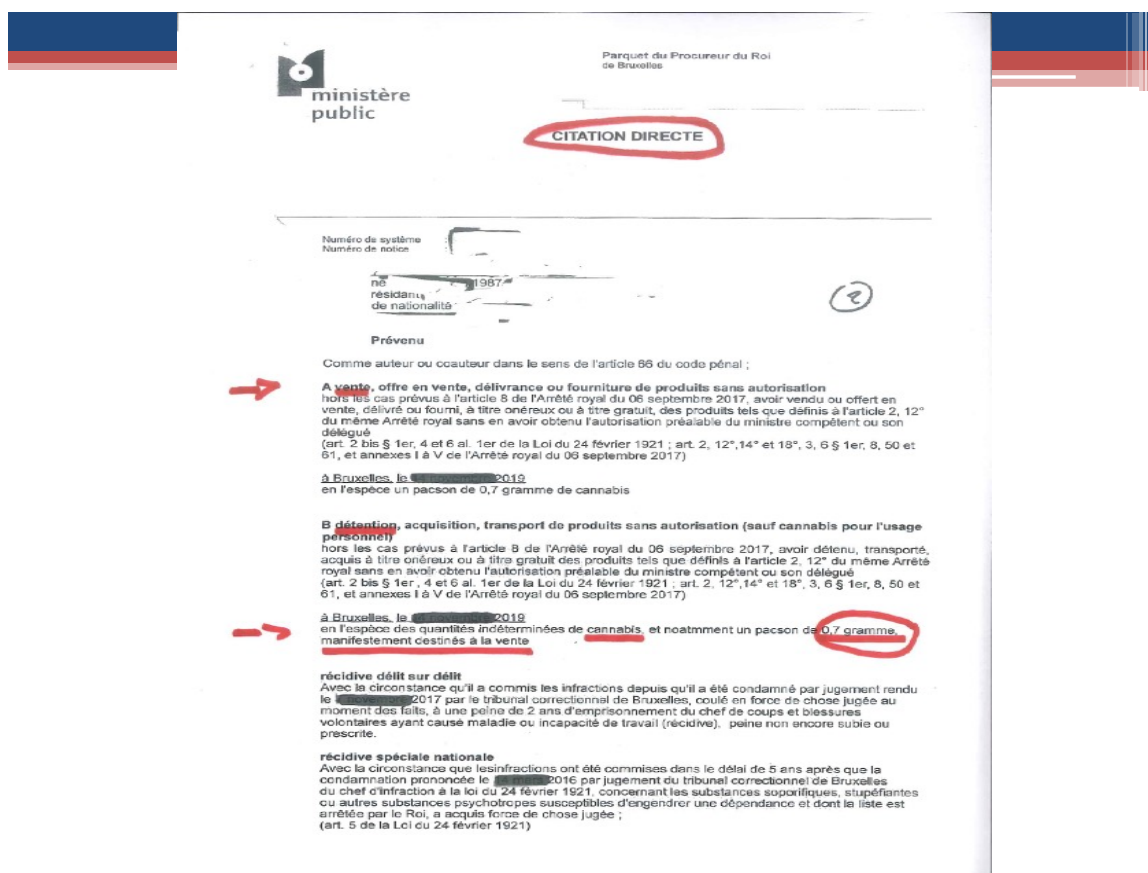 Parquet du Procureur du Roi
de Bruxelles
ministère
public
CITATION DIRECTE
Numéro de système
Numéro de notice
né 1987
résidant
de nationalité
(2)
Prévenu
Comme auteur ou coauteur dans le sens de l'article 66 du code pénal ;
A vente, offre en vente, délivrance ou fourniture de produits sans autorisation
hors les cas prévus à l'article 8 de l'Arrêté royal du 06 septembre 2017, avoir vendu ou offert en
vente, délivré ou fourni, à titre onéreux ou à titre gratuit, des produits tels que définis à l'article 2, 12°
du même Arrêté royal sans en avoir obtenu l'autorisation préalable du ministre compétent ou son
délégué
(art. 2 bis § 1er, 4 et 6 al. 1er de la Loi du 24 février 1921 ; art. 2, 12°,14° et 18°, 3, 6 § 1er, 8, 50 et
61, et annexes I à V de l'Arrêté royal du 06 septembre 2017)
à Bruxelles, le 2019
en l'espèce un pacson de 0,7 gramme de cannabis
B détention, acquisition, transport de produits sans autorisation (sauf cannabis pour l'usage
personnel)
hors les cas prévus à l'article 8 de l'Arrêté royal du 06 septembre 2017, avoir détenu, transporté,
acquis à titre onéreux ou à titre gratuit des produits tels que définis à l'article 2, 12° du même Arrêté
royal sans en avoir obtenu l'autorisation préalable du ministre compétent ou son délégué
(art. 2 bis § 1er , 4 et 6 al. 1er de la Loi du 24 février 1921 ; art. 2, 12°,14° et 18°, 3, 6 § 1er, 8, 50 et
61, et annexes I à V de l'Arrêté royal du 06 septembre 2017)
à Bruxelles, le 2019
en l'espèce des quantités indéterminées de cannabis, et noatmment un pacson de 0,7 gramme,
manifestement destinés à la vente
récidive délit sur délit
Avec la circonstance qu'il a commis les infractions depuis qu'il a été condamné par jugement rendu
le 2017 par le tribunal correctionnel de Bruxelles, coulé en force de chose jugée au
moment des faits, à une peine de 2 ans d'emprisonnement du chef de coups et blessures
volontaires ayant causé maladie ou incapacité de travail (récidive), peine non encore subie ou
prescrite.
récidive spéciale nationale
Avec la circonstance que lesinfractions ont été commises dans le délai de 5 ans après que la
condamnation prononcée le 2016 par jugement du tribunal correctionnel de Bruxelles
du chef d'infraction à la loi du 24 février 1921, concernant les substances soporifiques, stupéfiantes
ou autres substances psychotropes susceptibles d'engendrer une dépendance et dont la liste est
arrêtée par le Roi, a acquis force de chose jugée ;
(art. 5 de la Loi du 24 février 1921)